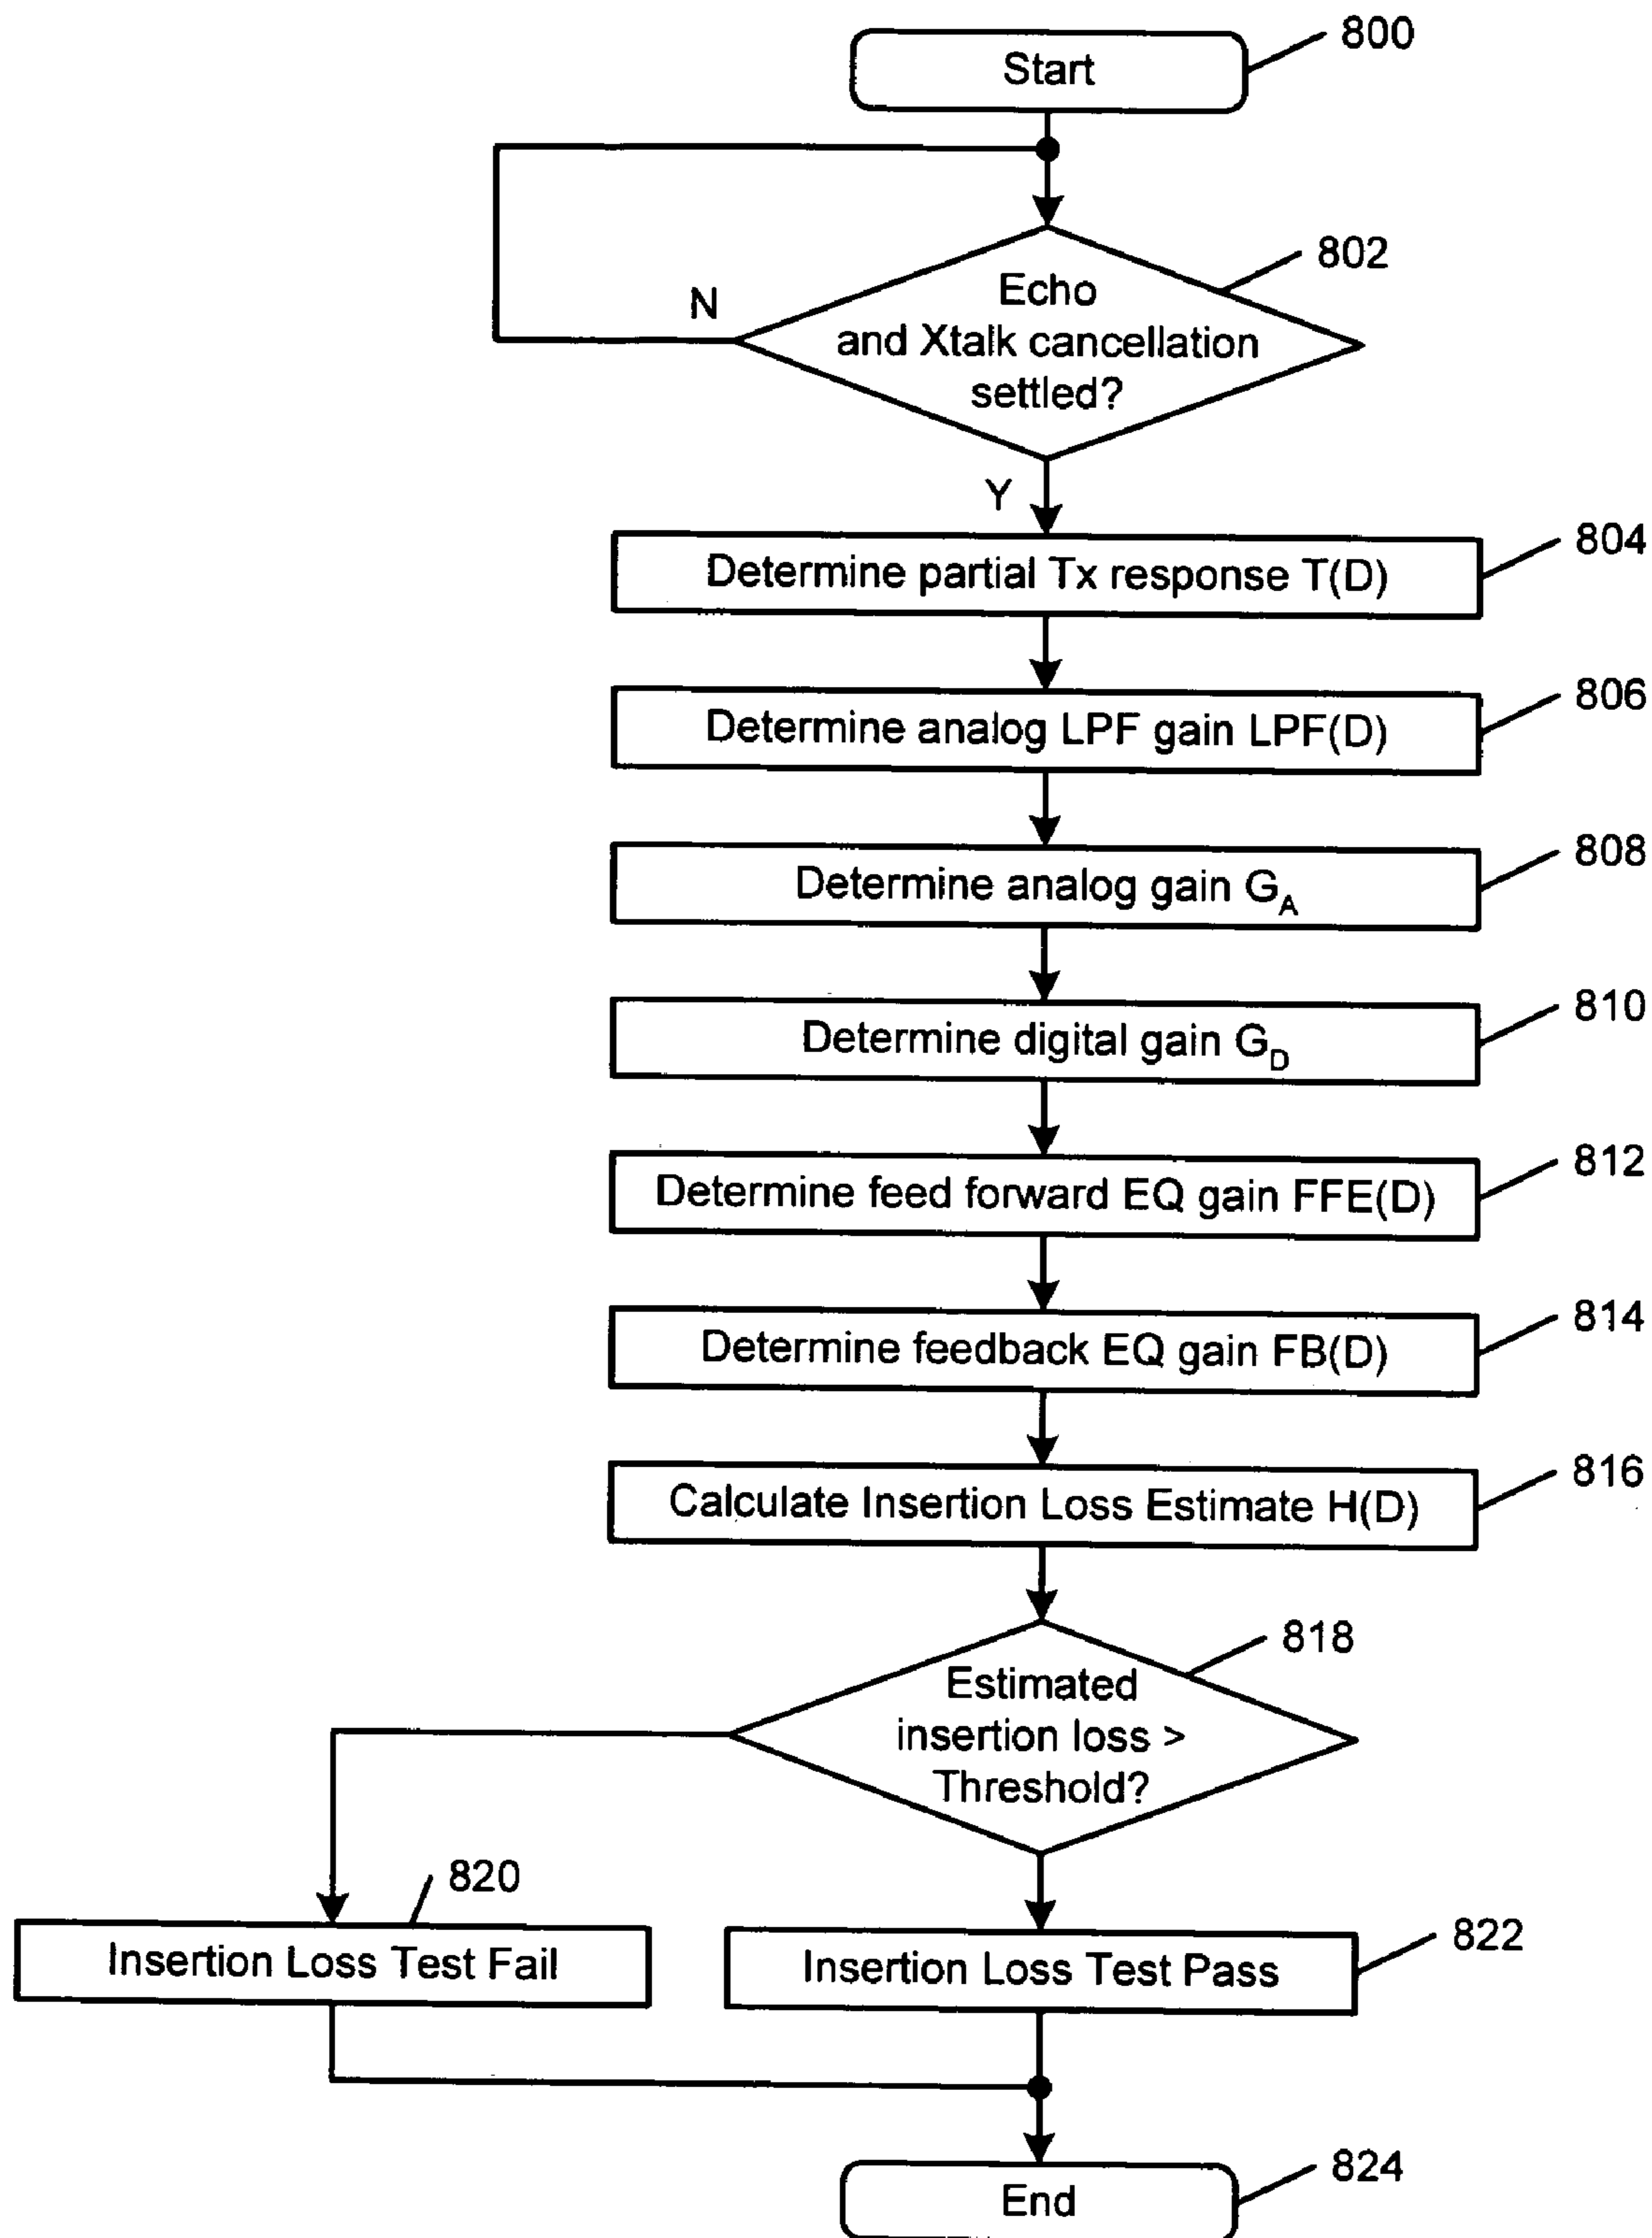 800
Start
802
Echo
and Xtalk cancellation
settled?
N
Y
804
Determine partial Tx response T(D)
806
Determine analog LPF gain LPF(D)
808
Determine analog gain G_A
810
Determine digital gain G_D
812
Determine feed forward EQ gain FFE(D)
814
Determine feedback EQ gain FB(D)
816
Calculate Insertion Loss Estimate H(D)
818
Estimated
insertion loss >
Threshold?
820
Insertion Loss Test Fail
822
Insertion Loss Test Pass
824
End